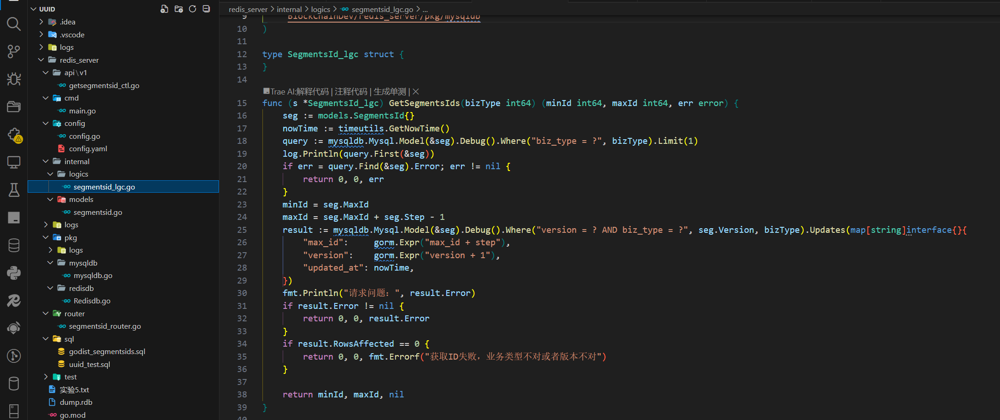 UUID
.idea
.vscode
logs
redis_server
api\v1
getsegmentsid_ctl.go
cmd
main.go
config
config.go
config.yaml
internal
logics
segmentsid_lgc.go
models
segmentsid.go
logs
pkg
logs
mysqldb
mysqldb.go
redisdb
Redisdb.go
router
segmentsid_router.go
sql
godist_segmentsids.sql
uuid_test.sql
test
实验5.txt
dump.rdb
go.mod
redis_server > internal > logics > segmentsid_lgc.go > ...
9 BlockChainDev/redis_server/pkg/mysqldb
10 )
11
12 type SegmentsId_lgc struct {
13 }
14
Trae AI:解释代码 | 注释代码 | 生成单测 | ×
15 func (s *SegmentsId_lgc) GetSegmentsIds(bizType int64) (minId int64, maxId int64, err error) {
16 seg := models.SegmentsId{}
17 nowTime := timeutils.GetNowTime()
18 query := mysqldb.Mysql.Model(&seg).Debug().Where("biz_type = ?", bizType).Limit(1)
19 log.Println(query.First(&seg))
20 if err = query.Find(&seg).Error; err != nil {
21 return 0, 0, err
22 }
23 minId = seg.MaxId
24 maxId = seg.MaxId + seg.Step - 1
25 result := mysqldb.Mysql.Model(&seg).Debug().Where("version = ? AND biz_type = ?", seg.Version, bizType).Updates(map[string]interface{}{
26 "max_id": gorm.Expr("max_id + step"),
27 "version": gorm.Expr("version + 1"),
28 "updated_at": nowTime,
29 })
30 fmt.Println("请求问题：", result.Error)
31 if result.Error != nil {
32 return 0, 0, result.Error
33 }
34 if result.RowsAffected == 0 {
35 return 0, 0, fmt.Errorf("获取ID失败，业务类型不对或者版本不对")
36 }
37
38 return minId, maxId, nil
39 }
40